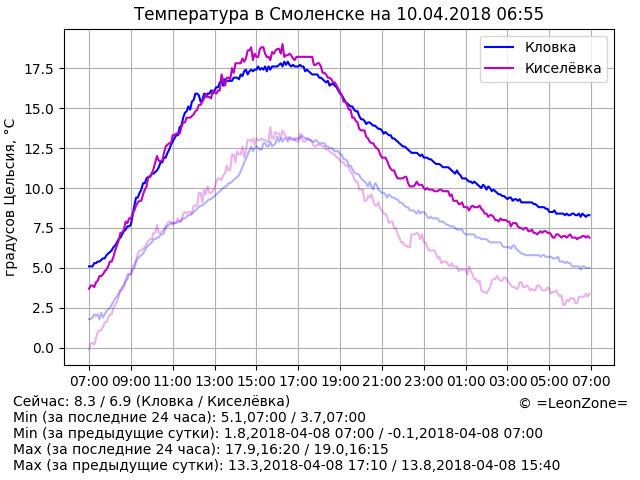 Температура в Смоленске на 10.04.2018 06:55
градусов Цельсия, °C
17.5
15.0
12.5
10.0
7.5
5.0
2.5
0.0
Кловка
Киселёвка
07:00 09:00 11:00 13:00 15:00 17:00 19:00 21:00 23:00 01:00 03:00 05:00 07:00
Сейчас: 8.3 / 6.9 (Кловка / Киселёвка)
© =LeonZone=
Min (за последние 24 часа): 5.1,07:00 / 3.7,07:00
Min (за предыдущие сутки): 1.8,2018-04-08 07:00 / -0.1,2018-04-08 07:00
Max (за последние 24 часа): 17.9,16:20 / 19.0,16:15
Max (за предыдущие сутки): 13.3,2018-04-08 17:10 / 13.8,2018-04-08 15:40